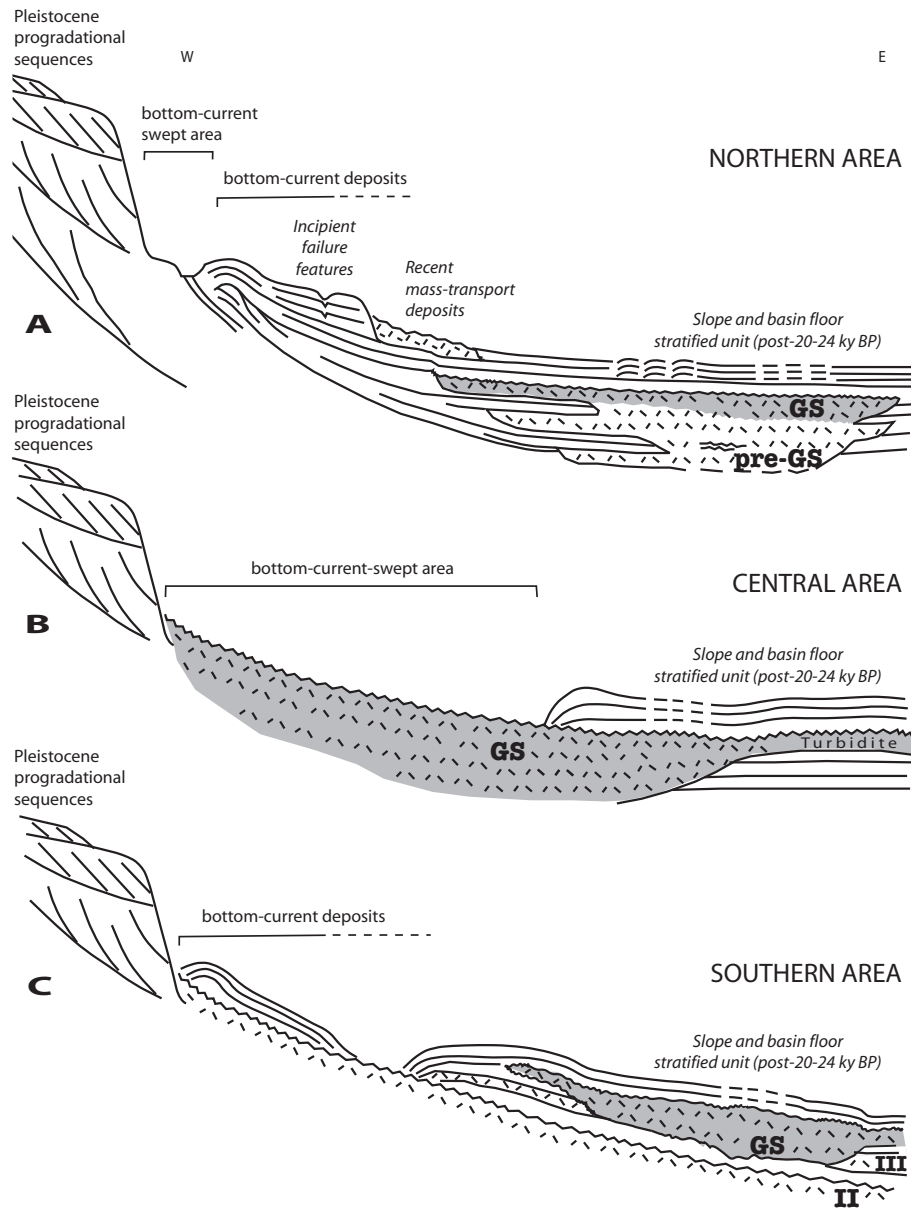 Pleistocene
progradational
sequences
W
E
bottom-current
swept area
NORTHERN AREA
bottom-current deposits
Incipient
failure
features
Recent
mass-transport
deposits
Slope and basin floor
stratified unit (post-20-24 ky BP)
A
GS
pre-GS
Pleistocene
progradational
sequences
bottom-current-swept area
CENTRAL AREA
B
Slope and basin floor
stratified unit (post-20-24 ky BP)
GS
Turbidite
Pleistocene
progradational
sequences
bottom-current deposits
SOUTHERN AREA
C
Slope and basin floor
stratified unit (post-20-24 ky BP)
GS
III
II